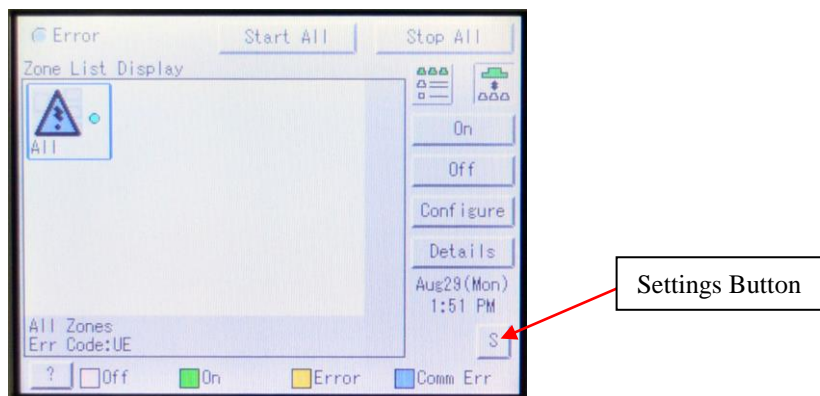 Error
Start All
Stop All
Zone List Display
All
On
Off
Configure
Details
Aug29(Mon)
1:51 PM
All Zones
Err Code:UE
S
?
Off
On
Error
Comm Err
Settings Button